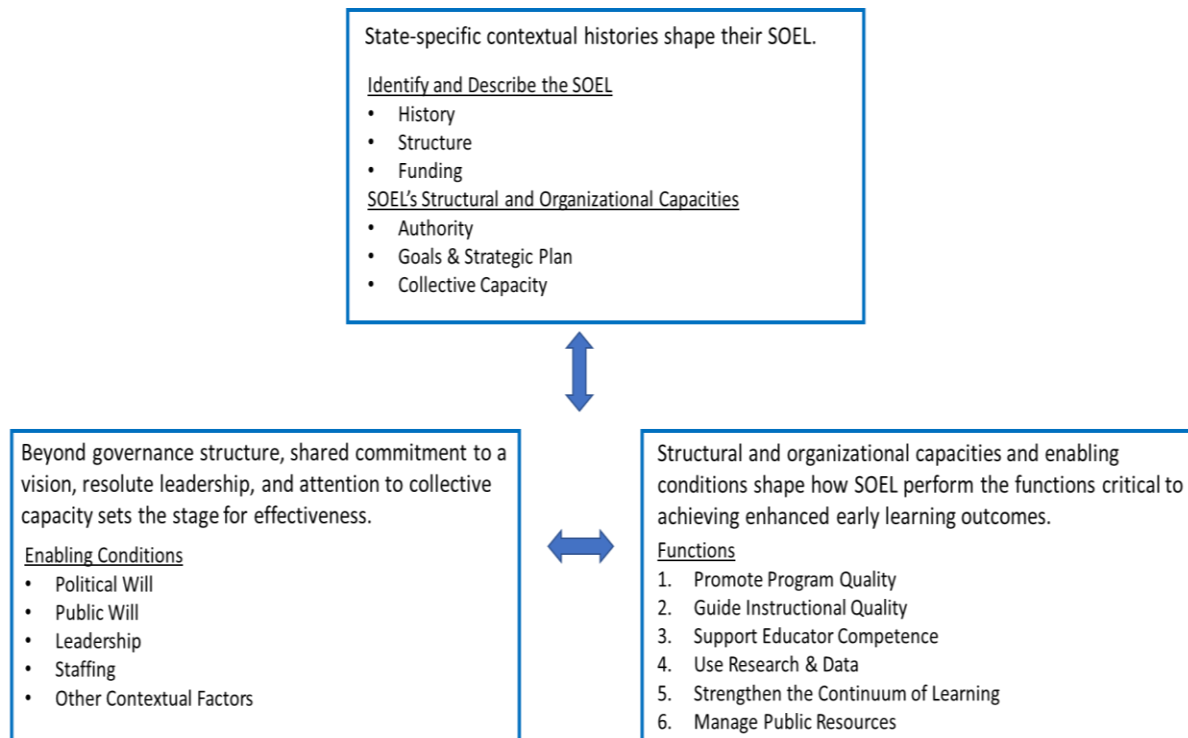 State-specific contextual histories shape their SOEL.
Identify and Describe the SOEL
• History
• Structure
• Funding
SOEL's Structural and Organizational Capacities
• Authority
• Goals & Strategic Plan
• Collective Capacity
Beyond governance structure, shared commitment to a
vision, resolute leadership, and attention to collective
capacity sets the stage for effectiveness.
Enabling Conditions
• Political Will
• Public Will
• Leadership
• Staffing
• Other Contextual Factors
Structural and organizational capacities and enabling
conditions shape how SOEL perform the functions critical to
achieving enhanced early learning outcomes.
Functions
1. Promote Program Quality
2. Guide Instructional Quality
3. Support Educator Competence
4. Use Research & Data
5. Strengthen the Continuum of Learning
6. Manage Public Resources